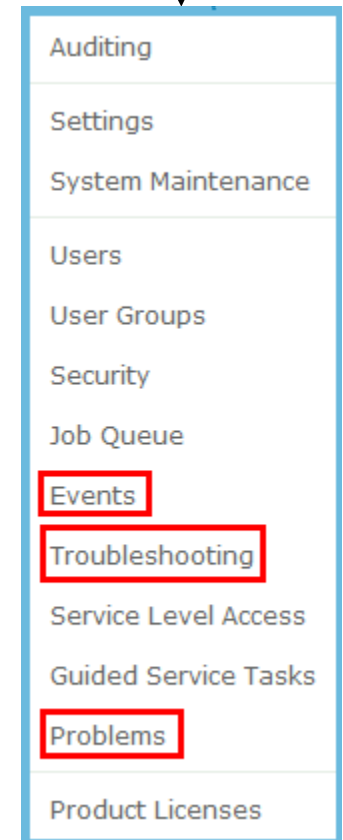 Auditing
Settings
System Maintenance
Users
User Groups
Security
Job Queue
Events
Troubleshooting
Service Level Access
Guided Service Tasks
Problems
Product Licenses